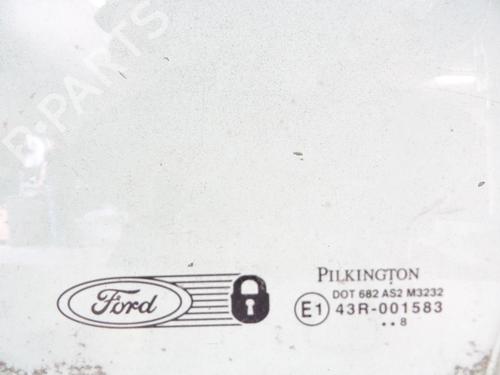 B-PARTS
Ford
PILKINGTON
DOT 682 AS2 M3232
E1 43R-001583
..8